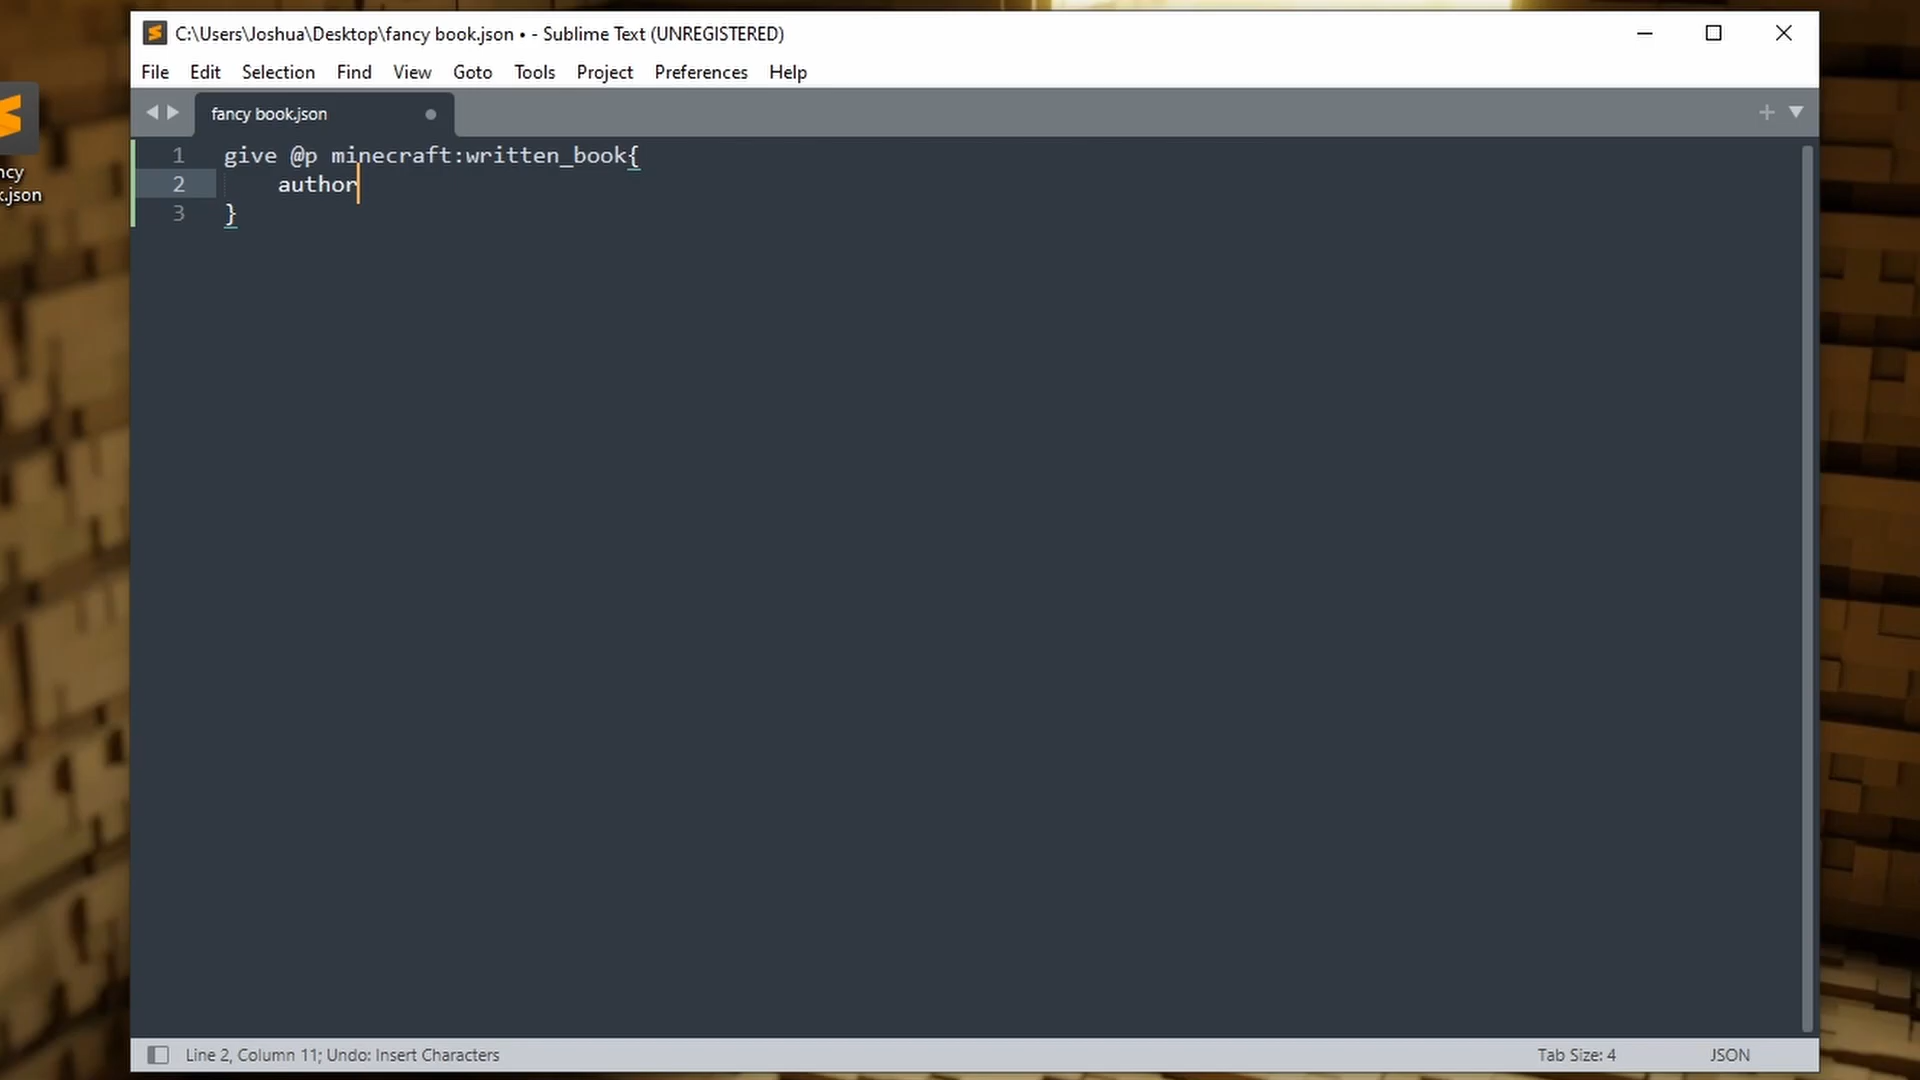 C:\Users\Joshua\Desktop\fancy book.json • - Sublime Text (UNREGISTERED)
File Edit Selection Find View Goto Tools Project Preferences Help
fancy book.json
1 give @p minecraft:written_book{
2 author
3 }
ncy
k.json
Line 2, Column 11; Undo: Insert Characters Tab Size: 4 JSON